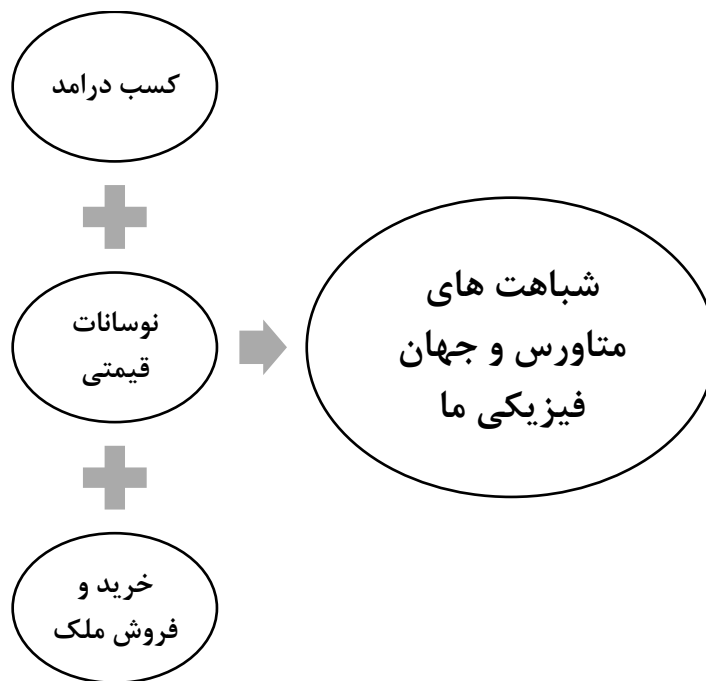 کسب درامد
نوسانات
قیمتی
خرید و
فروش ملک
شباهت های
متاورس و جهان
فیزیکی ما